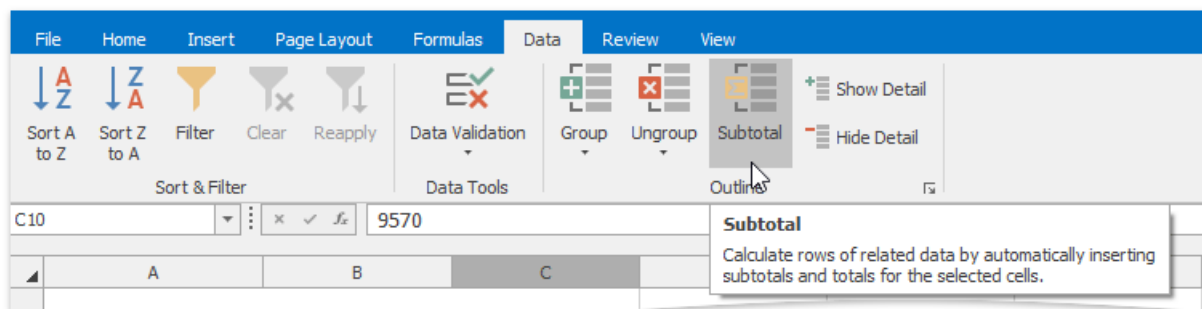 File Home Insert Page Layout Formulas Data Review View
Sort A to Z
Sort Z to A
Filter
Clear
Reapply
Data Validation
Group
Ungroup
Subtotal
Show Detail
Hide Detail
Sort & Filter
Data Tools
Outline
C10
fx
9570
Subtotal
Calculate rows of related data by automatically inserting
subtotals and totals for the selected cells.
A B C